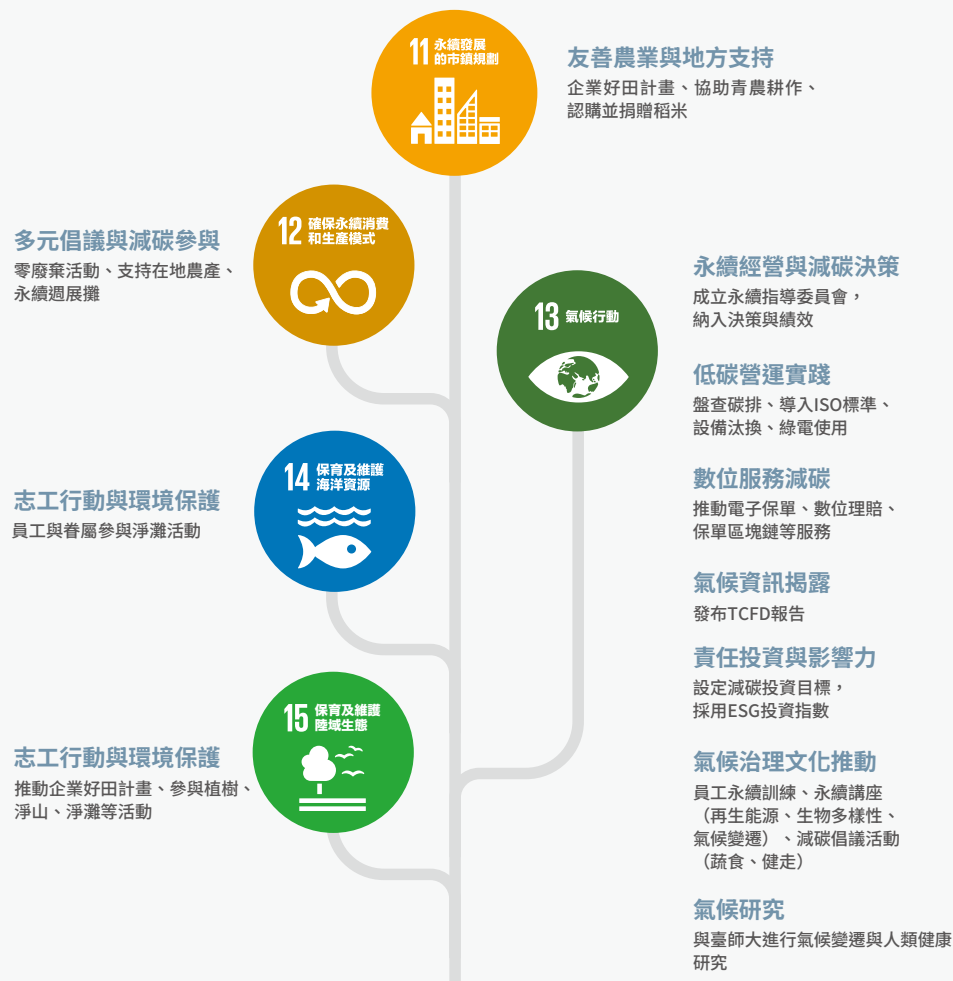 11 永續發展
的市鎮規劃
友善農業與地方支持
企業好田計畫、協助青農耕作、
認購並捐贈稻米
12 確保永續消費
和生產模式
多元倡議與減碳參與
零廢棄活動、支持在地農產、
永續週展攤
13 氣候行動
永續經營與減碳決策
成立永續指導委員會，
納入決策與績效
低碳營運實踐
盤查碳排、導入ISO標準、
設備汰換、綠電使用
數位服務減碳
推動電子保單、數位理賠、
保單區塊鏈等服務
氣候資訊揭露
發布TCFD報告
責任投資與影響力
設定減碳投資目標，
採用ESG投資指數
氣候治理文化推動
員工永續訓練、永續講座
（再生能源、生物多樣性、
氣候變遷）、減碳倡議活動
（蔬食、健走）
氣候研究
與臺師大進行氣候變遷與人類健康
研究
14 保育及維護
海洋資源
志工行動與環境保護
員工與眷屬參與淨灘活動
15 保育及維護
陸域生態
志工行動與環境保護
推動企業好田計畫、參與植樹、
淨山、淨灘等活動